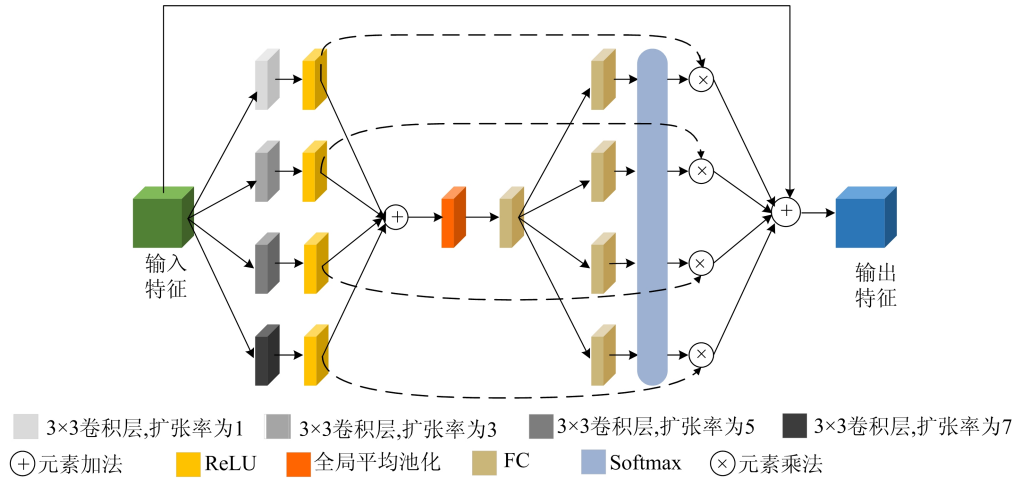 输入
特征
输出
特征
3×3卷积层,扩张率为1
3×3卷积层,扩张率为3
3×3卷积层,扩张率为5
3×3卷积层,扩张率为7
元素加法
ReLU
全局平均池化
FC
Softmax
元素乘法